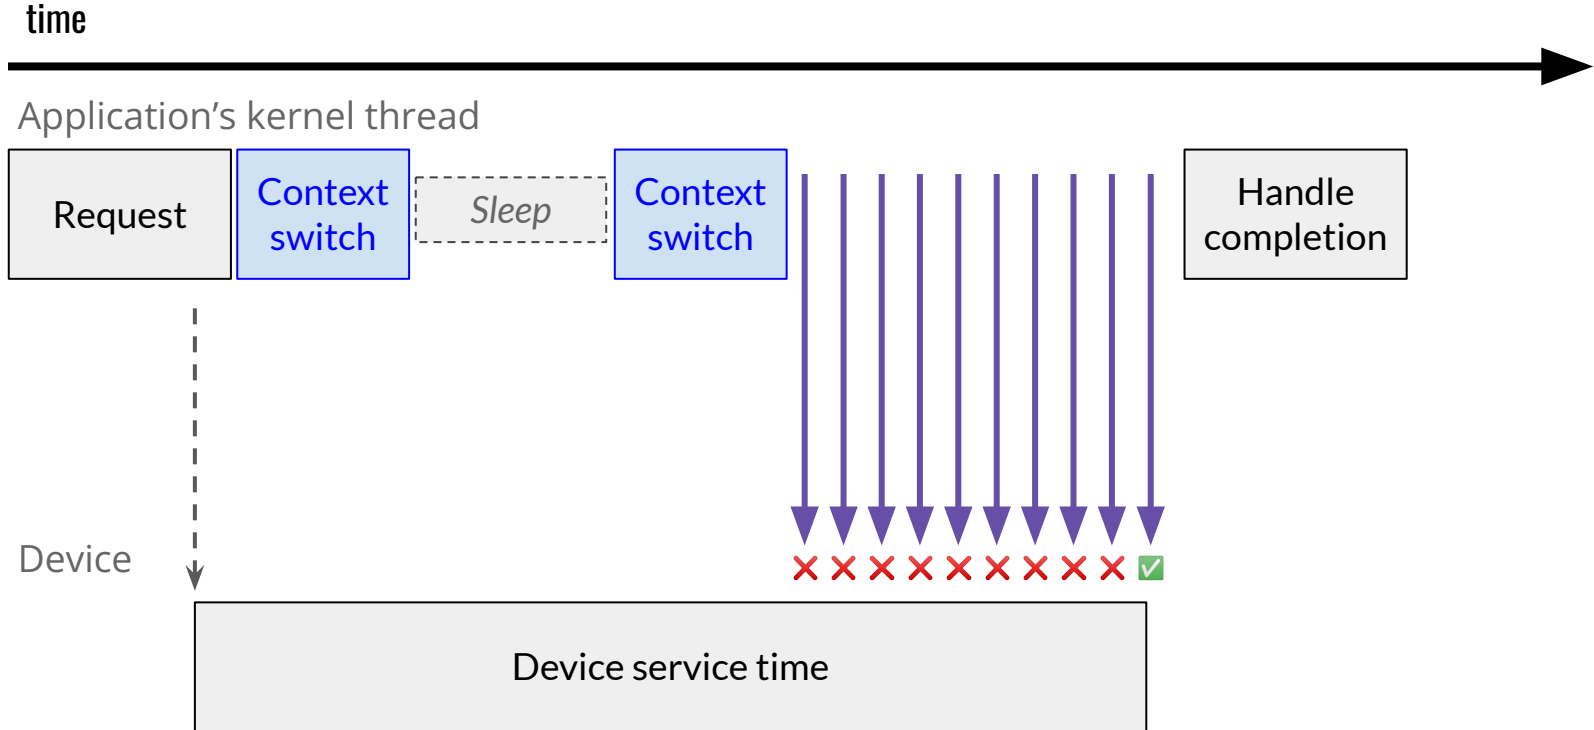 time
Application’s kernel thread
Request
Context
switch
Sleep
Context
switch
Handle
completion
Device
Device service time